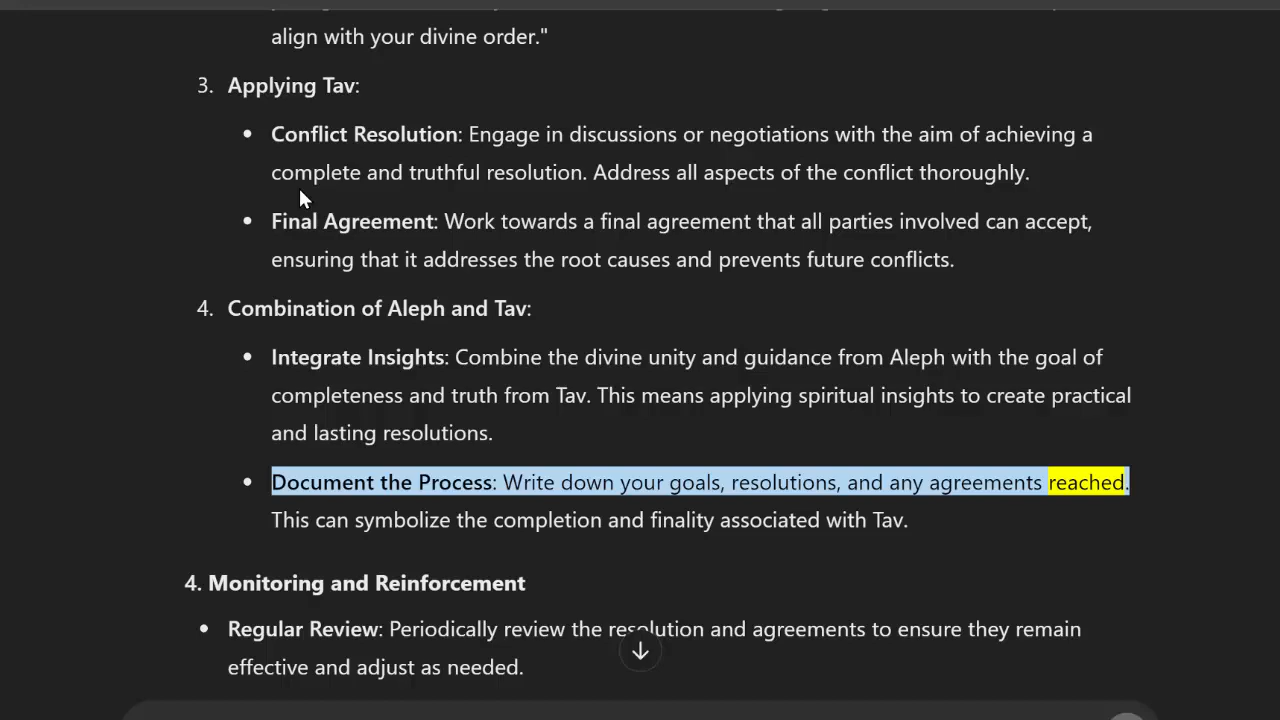 align with your divine order."
3. Applying Tav:
• Conflict Resolution: Engage in discussions or negotiations with the aim of achieving a
complete and truthful resolution. Address all aspects of the conflict thoroughly.
• Final Agreement: Work towards a final agreement that all parties involved can accept,
ensuring that it addresses the root causes and prevents future conflicts.
4. Combination of Aleph and Tav:
• Integrate Insights: Combine the divine unity and guidance from Aleph with the goal of
completeness and truth from Tav. This means applying spiritual insights to create practical
and lasting resolutions.
• Document the Process: Write down your goals, resolutions, and any agreements reached.
This can symbolize the completion and finality associated with Tav.
4. Monitoring and Reinforcement
• Regular Review: Periodically review the resolution and agreements to ensure they remain
effective and adjust as needed.